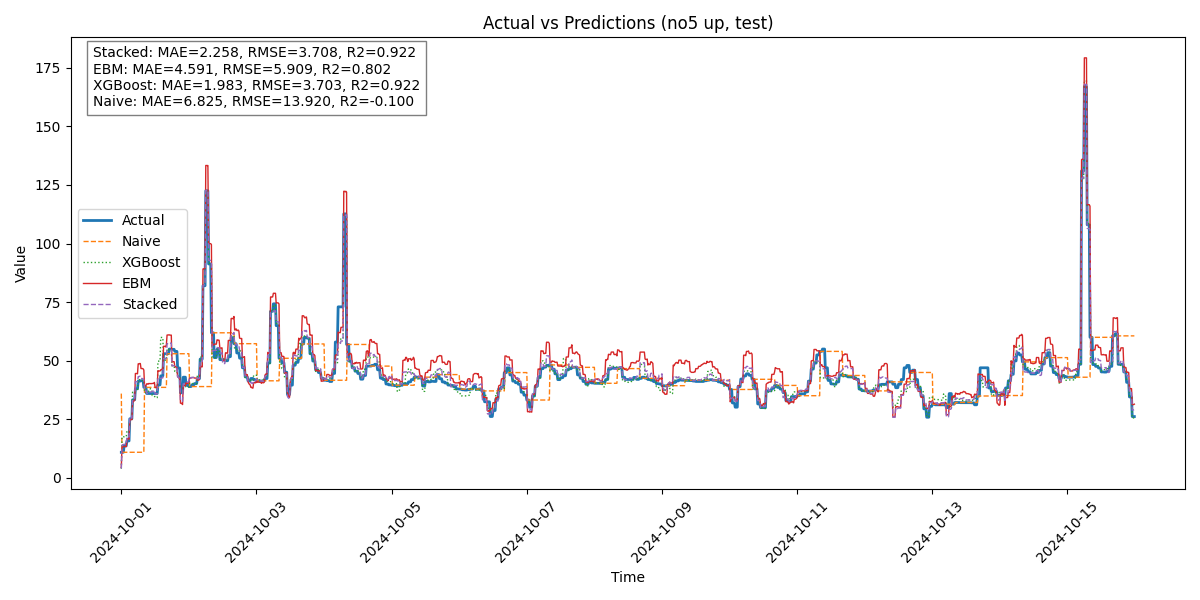 Actual vs Predictions (no5 up, test)
Stacked: MAE=2.258, RMSE=3.708, R2=0.922
EBM: MAE=4.591, RMSE=5.909, R2=0.802
XGBoost: MAE=1.983, RMSE=3.703, R2=0.922
Naive: MAE=6.825, RMSE=13.920, R2=-0.100
175
150
125
100
75
50
25
0
Value
Actual
Naive
XGBoost
EBM
Stacked
2024-10-01
2024-10-03
2024-10-05
2024-10-07
2024-10-09
2024-10-11
2024-10-13
2024-10-15
Time